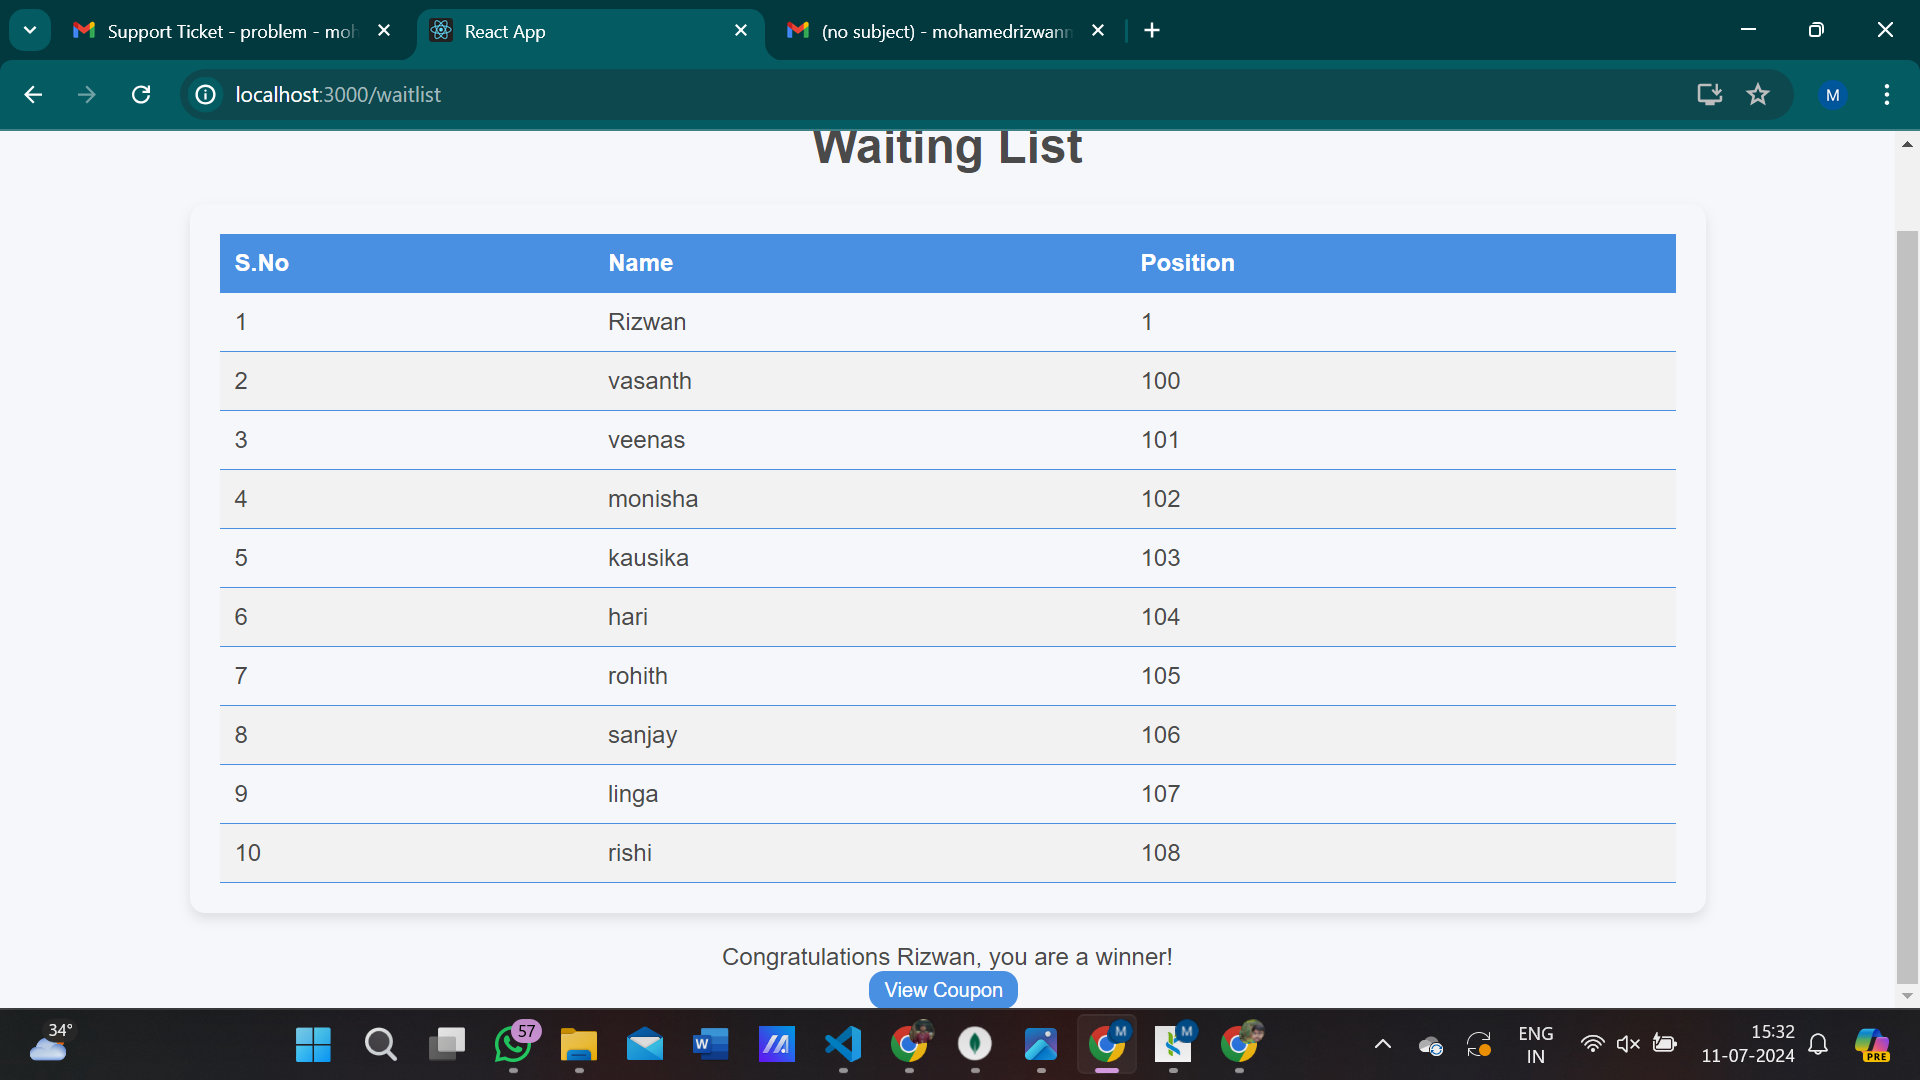 Support Ticket - problem - moh
React App
(no subject) - mohamedrizwann
localhost:3000/waitlist
M
Waiting List
S.No Name Position
1 Rizwan 1
2 vasanth 100
3 veenas 101
4 monisha 102
5 kausika 103
6 hari 104
7 rohith 105
8 sanjay 106
9 linga 107
10 rishi 108
Congratulations Rizwan, you are a winner!
View Coupon
34°
57
W
M
M
ENG
IN
15:32
11-07-2024
PRE